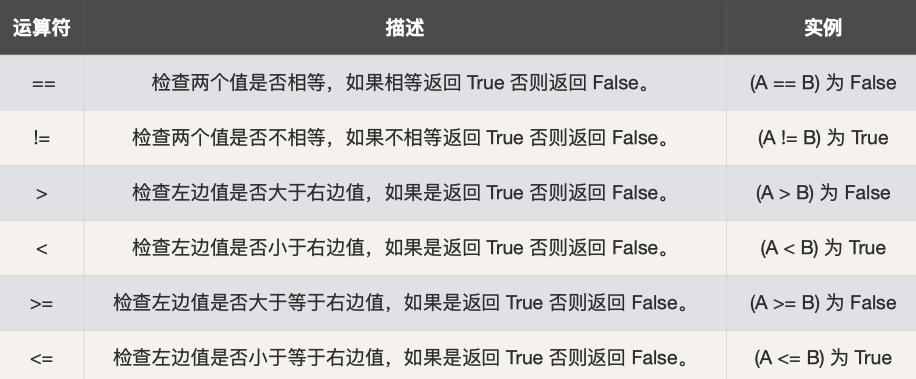 运算符 描述 实例
== 检查两个值是否相等，如果相等返回 True 否则返回 False。 (A == B) 为 False
!= 检查两个值是否不相等，如果不相等返回 True 否则返回 False。 (A != B) 为 True
> 检查左边值是否大于右边值，如果是返回 True 否则返回 False。 (A > B) 为 False
< 检查左边值是否小于右边值，如果是返回 True 否则返回 False。 (A < B) 为 True
>= 检查左边值是否大于等于右边值，如果是返回 True 否则返回 False。 (A >= B) 为 False
<= 检查左边值是否小于等于右边值，如果是返回 True 否则返回 False。 (A <= B) 为 True